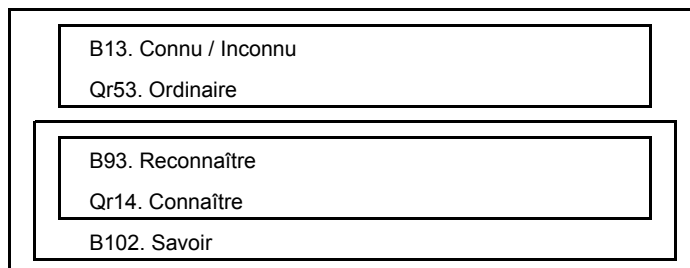 B13. Connu / Inconnu
Qr53. Ordinaire
B93. Reconnaître
Qr14. Connaître
B102. Savoir